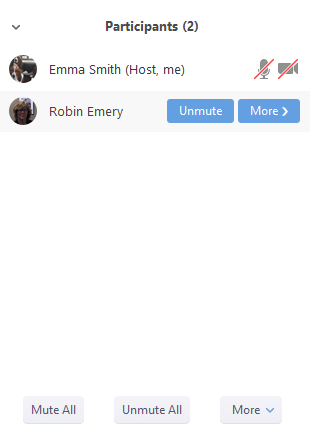 Participants (2)
Emma Smith (Host, me)
Robin Emery Unmute More
Mute All Unmute All More